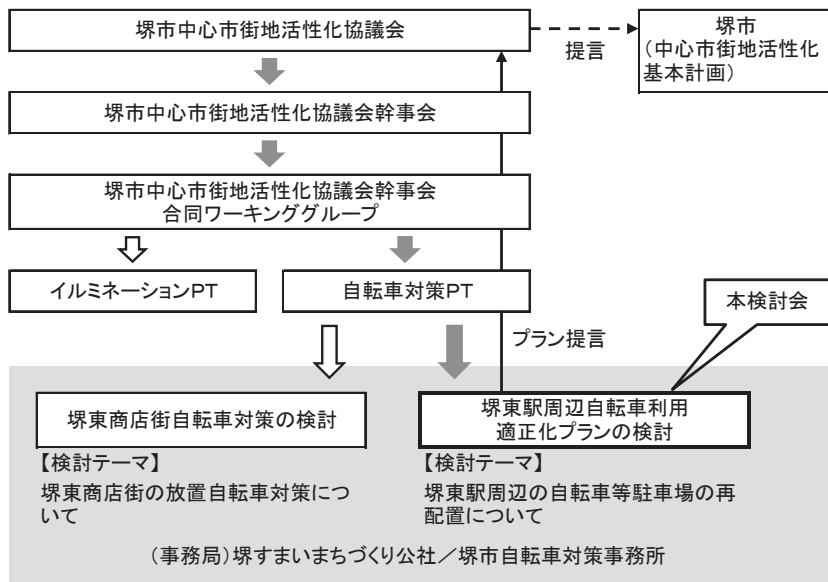 堺市中心市街地活性化協議会
堺市
（中心市街地活性化
基本計画）
提言
堺市中心市街地活性化協議会幹事会
堺市中心市街地活性化協議会幹事会
合同ワーキンググループ
イルミネーションPT
自転車対策PT
本検討会
プラン提言
堺東商店街自転車対策の検討
【検討テーマ】
堺東商店街の放置自転車対策につ
いて
堺東駅周辺自転車利用
適正化プランの検討
【検討テーマ】
堺東駅周辺の自転車等駐車場の再
配置について
（事務局）堺すまいまちづくり公社／堺市自転車対策事務所